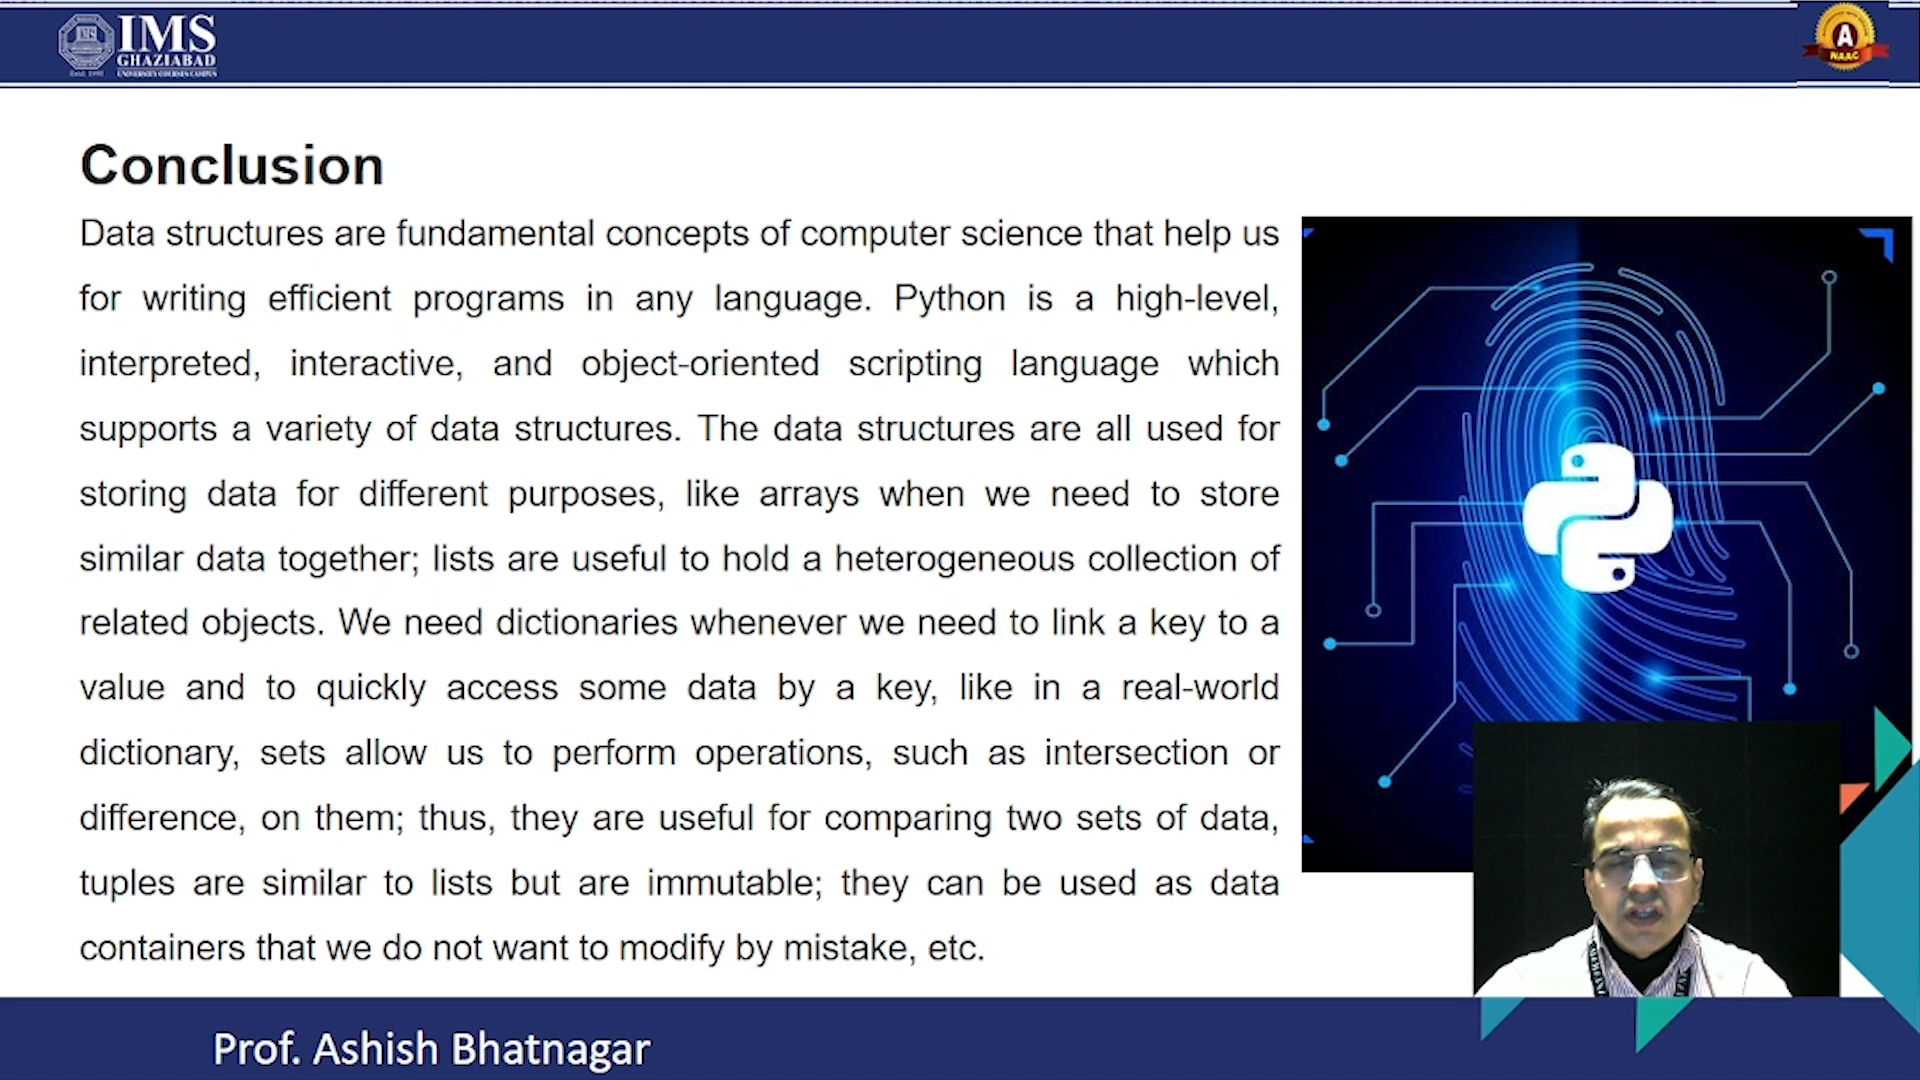 IMS
GHAZIABAD
UNIVERSITY COURSES CAMPUS
A
NAAC
Conclusion
Data structures are fundamental concepts of computer science that help us
for writing efficient programs in any language. Python is a high-level,
interpreted, interactive, and object-oriented scripting language which
supports a variety of data structures. The data structures are all used for
storing data for different purposes, like arrays when we need to store
similar data together; lists are useful to hold a heterogeneous collection of
related objects. We need dictionaries whenever we need to link a key to a
value and to quickly access some data by a key, like in a real-world
dictionary, sets allow us to perform operations, such as intersection or
difference, on them; thus, they are useful for comparing two sets of data,
tuples are similar to lists but are immutable; they can be used as data
containers that we do not want to modify by mistake, etc.
Prof. Ashish Bhatnagar